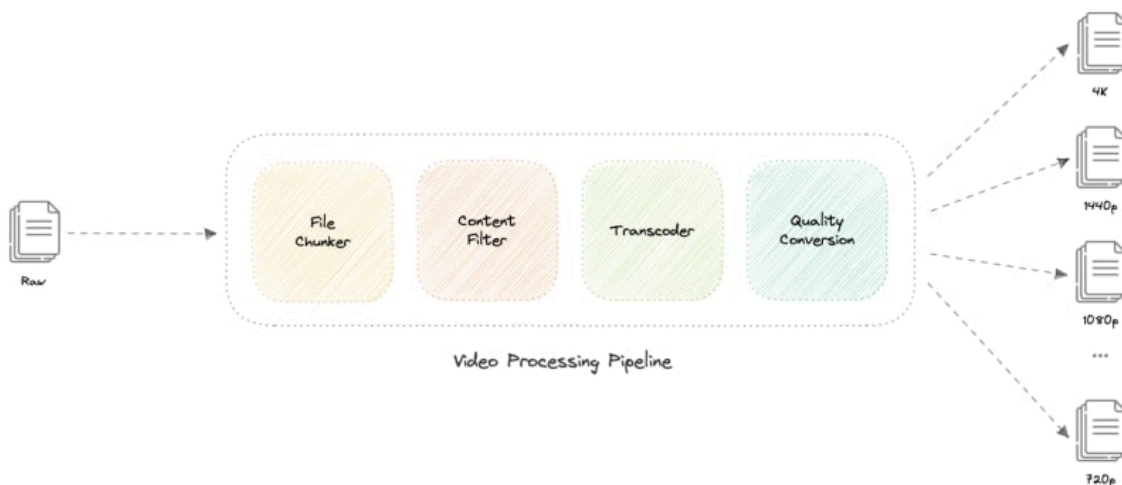 Raw
File
Chunker
Content
Filter
Transcoder
Quality
Conversion
Video Processing Pipeline
4K
1440p
1080p
...
720p